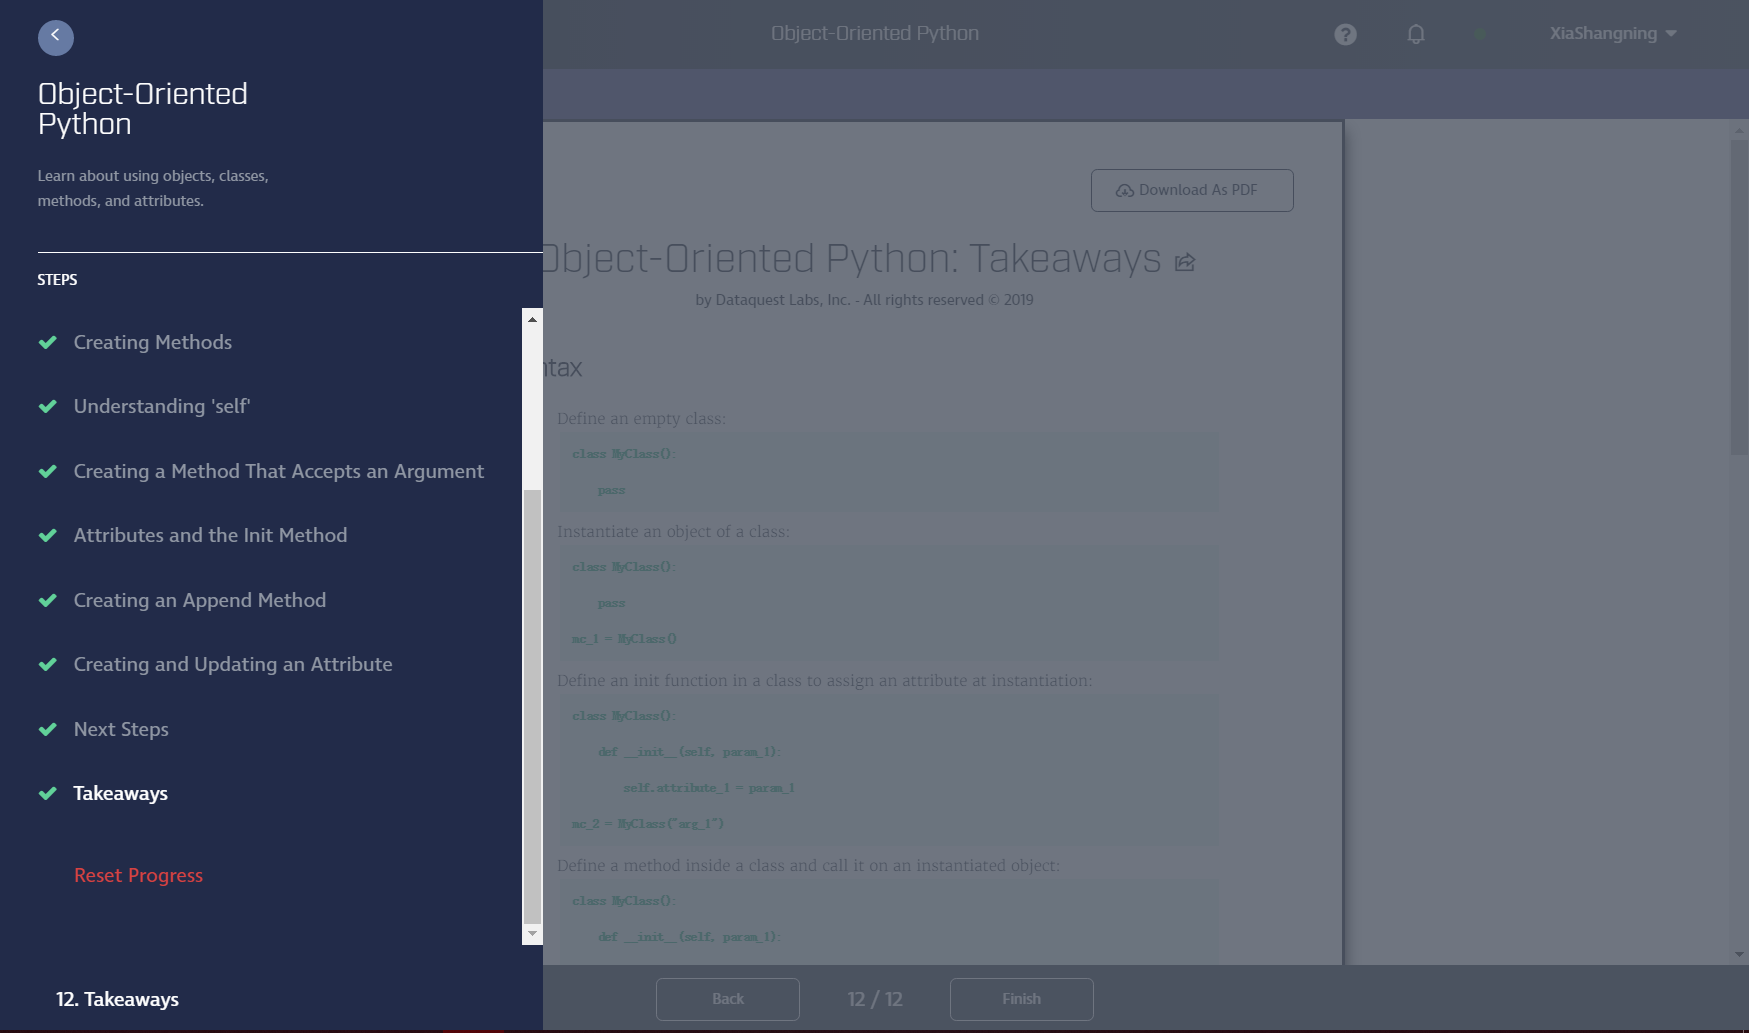 Object-Oriented
Python
Learn about using objects, classes,
methods, and attributes.
STEPS
Creating Methods
Understanding 'self'
Creating a Method That Accepts an Argument
Attributes and the Init Method
Creating an Append Method
Creating and Updating an Attribute
Next Steps
Takeaways
Reset Progress
12. Takeaways
Object-Oriented Python
?
XiaShangning
Download As PDF
Object-Oriented Python: Takeaways
by Dataquest Labs, Inc. - All rights reserved © 2019
ntax
Define an empty class:
class MyClass():
pass
Instantiate an object of a class:
class MyClass():
pass
mc_1 = MyClass()
Define an init function in a class to assign an attribute at instantiation:
class MyClass():
def __init__(self, param_1):
self.attribute_1 = param_1
mc_2 = MyClass("arg_1")
Define a method inside a class and call it on an instantiated object:
class MyClass():
def __init__(self, param_1):
Back
12 / 12
Finish